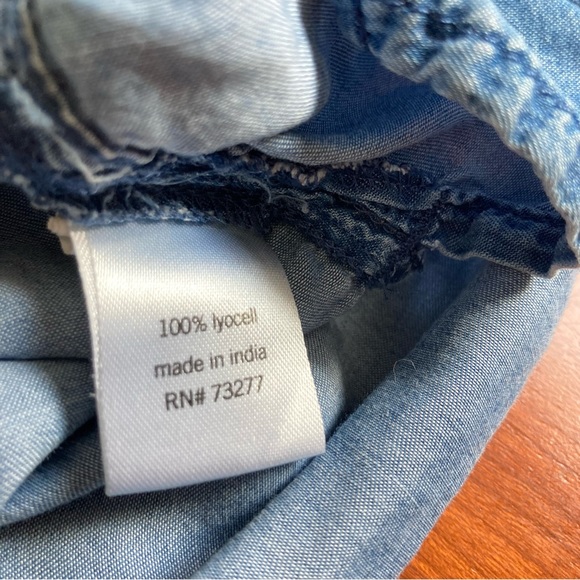 100% lyocell
made in india
RN# 73277